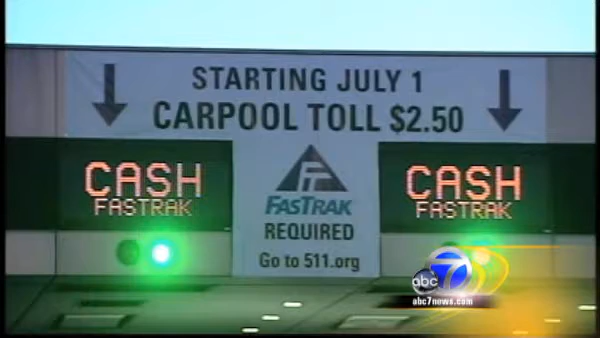 STARTING JULY 1
CARPOOL TOLL $2.50
CASH
FASTRAK
FASTRAK
REQUIRED
Go to 511.org
CASH
FASTRAK
abc 7 news
abc7news.com